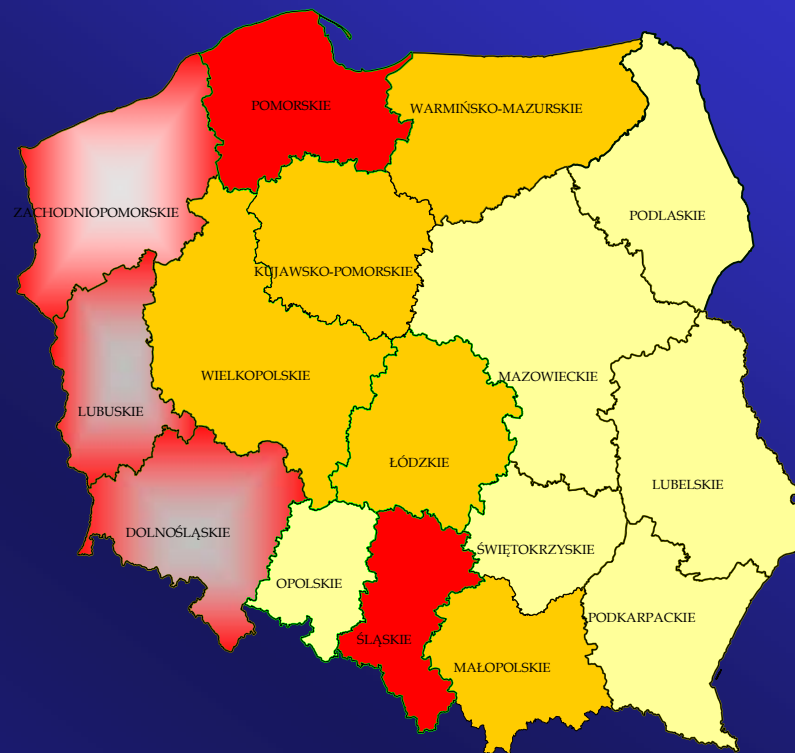 POMORSKIE
WARMIŃSKO-MAZURSKIE
ZACHODNIOPOMORSKIE
PODLASKIE
KUJAWSKO-POMORSKIE
WIELKOPOLSKIE
MAZOWIECKIE
LUBUSKIE
ŁÓDZKIE
LUBELSKIE
DOLNOŚLĄSKIE
ŚWIĘTOKRZYSKIE
OPOLSKIE
PODKARPACKIE
ŚLĄSKIE
MAŁOPOLSKIE